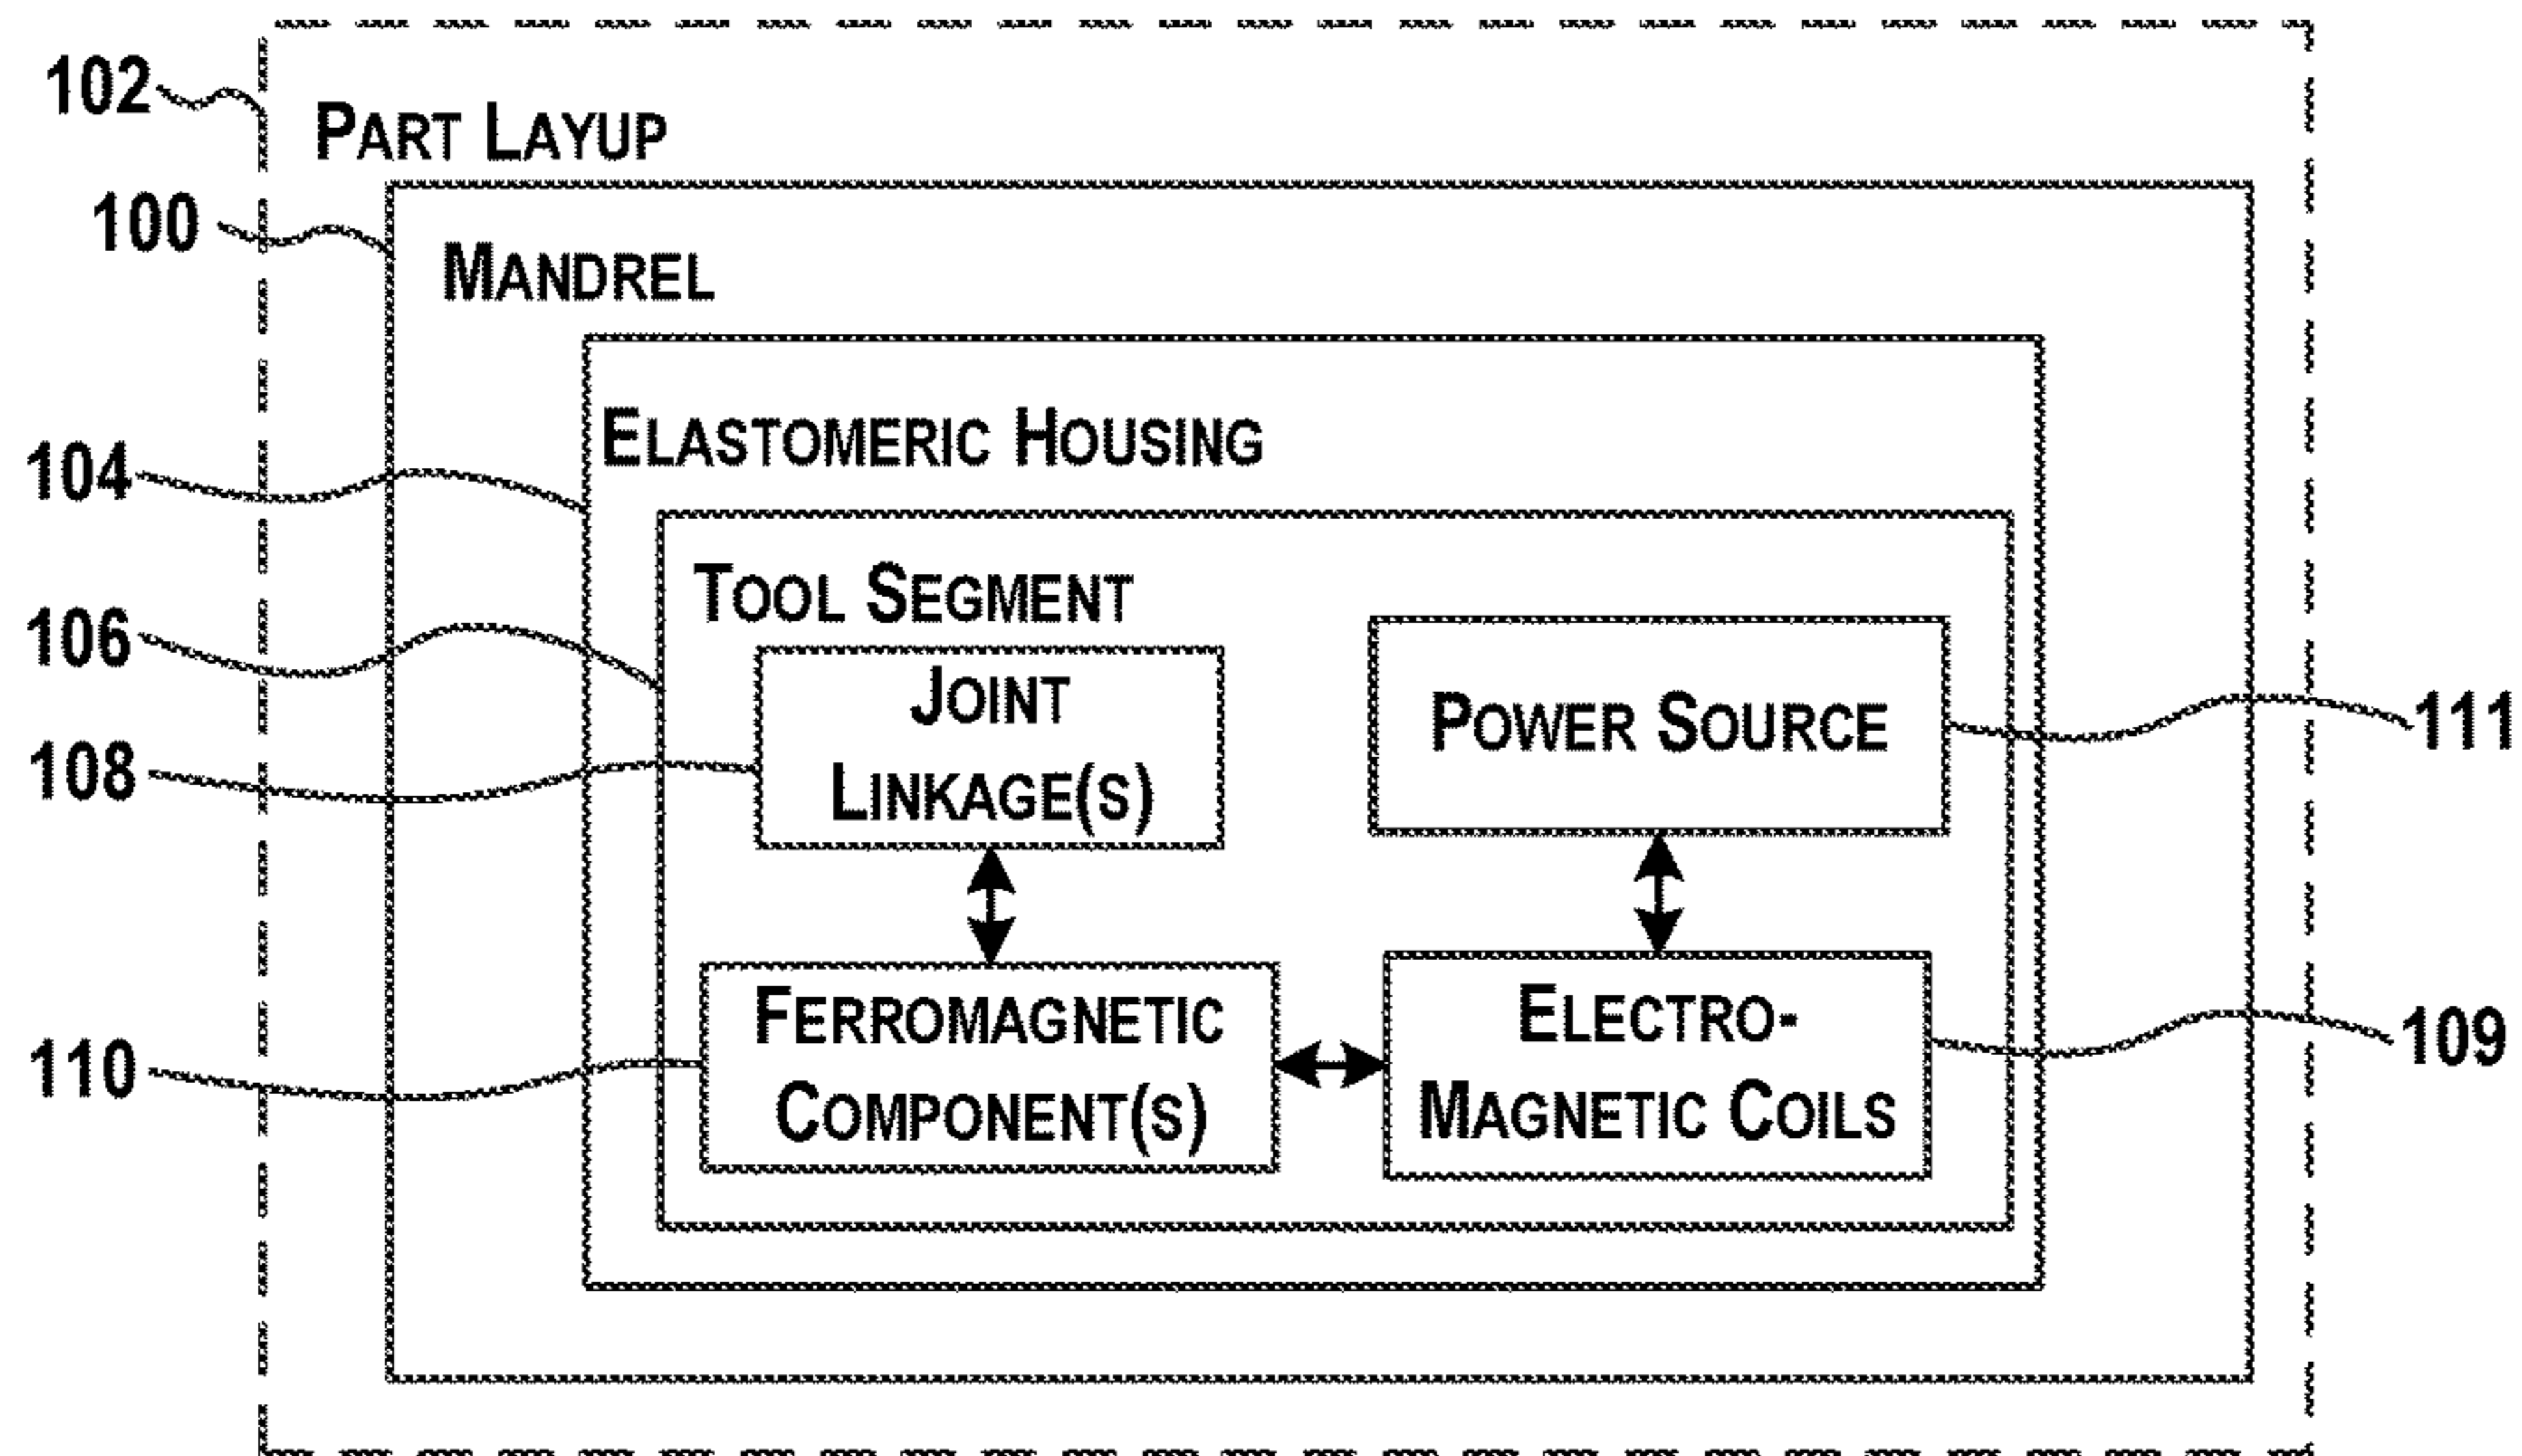 102
PART LAYUP
100
MANDREL
104
ELASTOMERIC HOUSING
106
TOOL SEGMENT
108
JOINT
LINKAGE(S)
POWER SOURCE
111
110
FERROMAGNETIC
COMPONENT(S)
ELECTRO-
MAGNETIC COILS
109